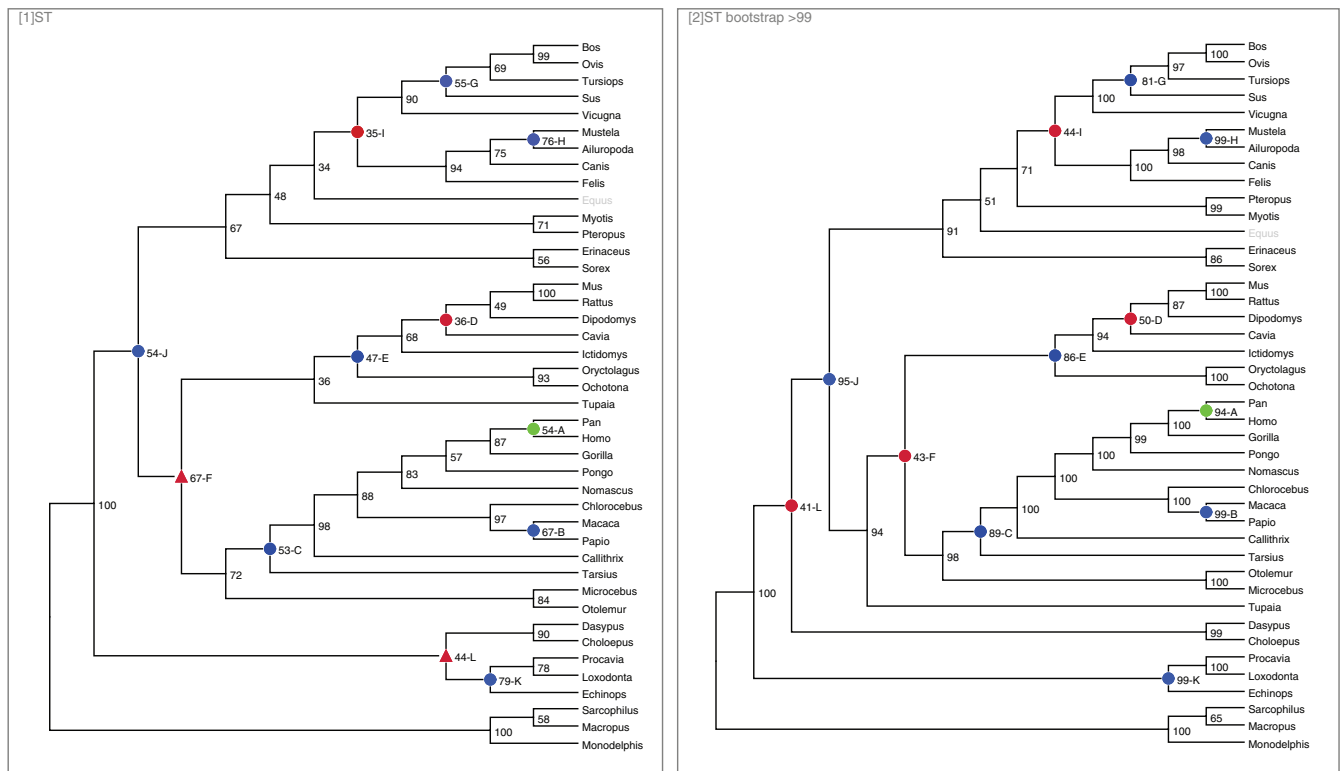 [1]ST
Bos
99
Ovis
69
Tursiops
55-G
Sus
90
Vicugna
35-I
Mustela
76-H
Ailuropoda
75
Canis
94
Felis
34
Equus
48
Myotis
71
Pteropus
67
Erinaceus
56
Sorex
Mus
100
Rattus
49
Dipodomys
36-D
Cavia
68
Ictidomys
47-E
Oryctolagus
93
Ochotona
36
Tupaia
54-J
Pan
54-A
Homo
87
Gorilla
57
Pongo
83
Nomascus
88
Chlorocebus
97
Macaca
67-B
Papio
98
Callithrix
53-C
Tarsius
72
Microcebus
84
Otolemur
67-F
100
Dasypus
90
Choloepus
44-L
Procavia
78
Loxodonta
79-K
Echinops
Sarcophilus
58
Macropus
100
Monodelphis
[2]ST bootstrap >99
Bos
100
Ovis
97
Tursiops
81-G
Sus
100
Vicugna
44-I
Mustela
99-H
Ailuropoda
98
Canis
100
Felis
71
Pteropus
99
Myotis
51
Equus
91
Erinaceus
86
Sorex
Mus
100
Rattus
87
Dipodomys
50-D
Cavia
94
Ictidomys
86-E
Oryctolagus
100
Ochotona
95-J
Pan
94-A
Homo
100
Gorilla
99
Pongo
100
Nomascus
100
Chlorocebus
100
Macaca
99-B
Papio
100
Callithrix
89-C
Tarsius
98
Otolemur
100
Microcebus
43-F
94
Tupaia
41-L
Dasypus
99
Choloepus
100
Procavia
100
Loxodonta
99-K
Echinops
Sarcophilus
65
Macropus
100
Monodelphis